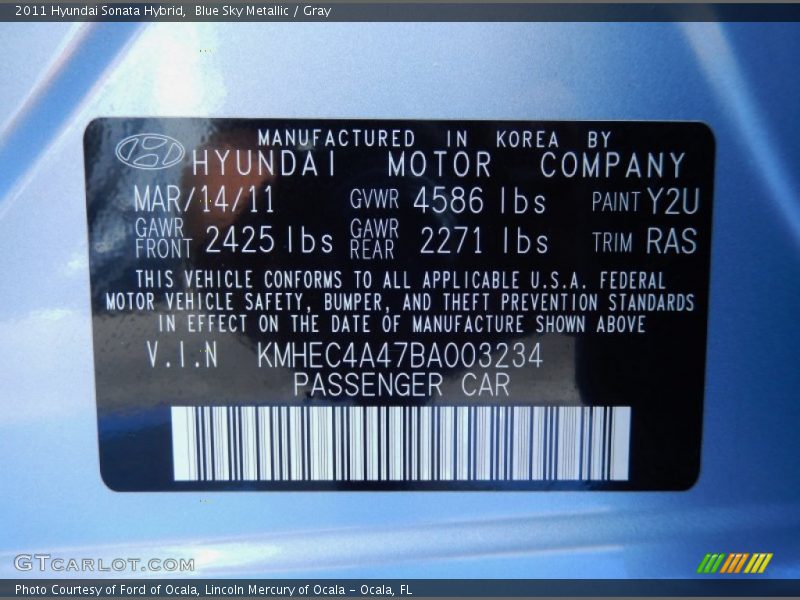 2011 Hyundai Sonata Hybrid, Blue Sky Metallic / Gray
MANUFACTURED IN KOREA BY
HYUNDAI MOTOR COMPANY
MAR/14/11 GVWR 4586 lbs PAINT Y2U
GAWR FRONT 2425 lbs GAWR REAR 2271 lbs TRIM RAS
THIS VEHICLE CONFORMS TO ALL APPLICABLE U.S.A. FEDERAL
MOTOR VEHICLE SAFETY, BUMPER, AND THEFT PREVENTION STANDARDS
IN EFFECT ON THE DATE OF MANUFACTURE SHOWN ABOVE
V.I.N KMHEC4A47BA003234
PASSENGER CAR
GTCARLOT.COM
Photo Courtesy of Ford of Ocala, Lincoln Mercury of Ocala - Ocala, FL